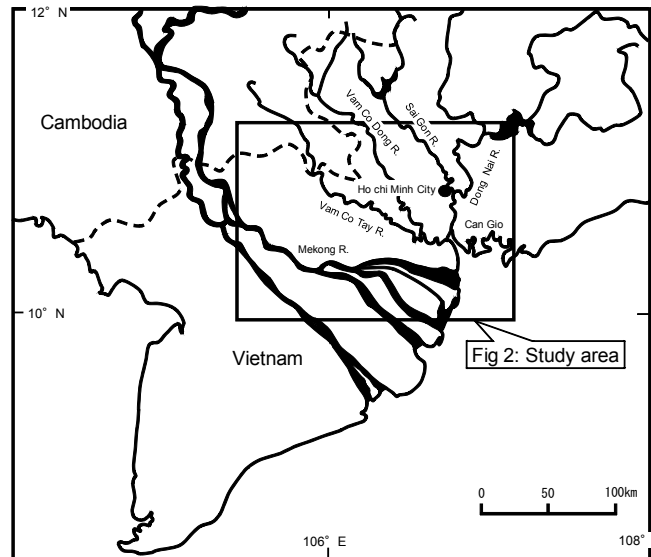 12° N
Cambodia
Vam Co Dong R.
Sai Gon R.
Dong Nai R.
Ho chi Minh City
Vam Co Tay R.
Can Gio
Mekong R.
10° N
Vietnam
Fig 2: Study area
0 50 100km
106° E
108°